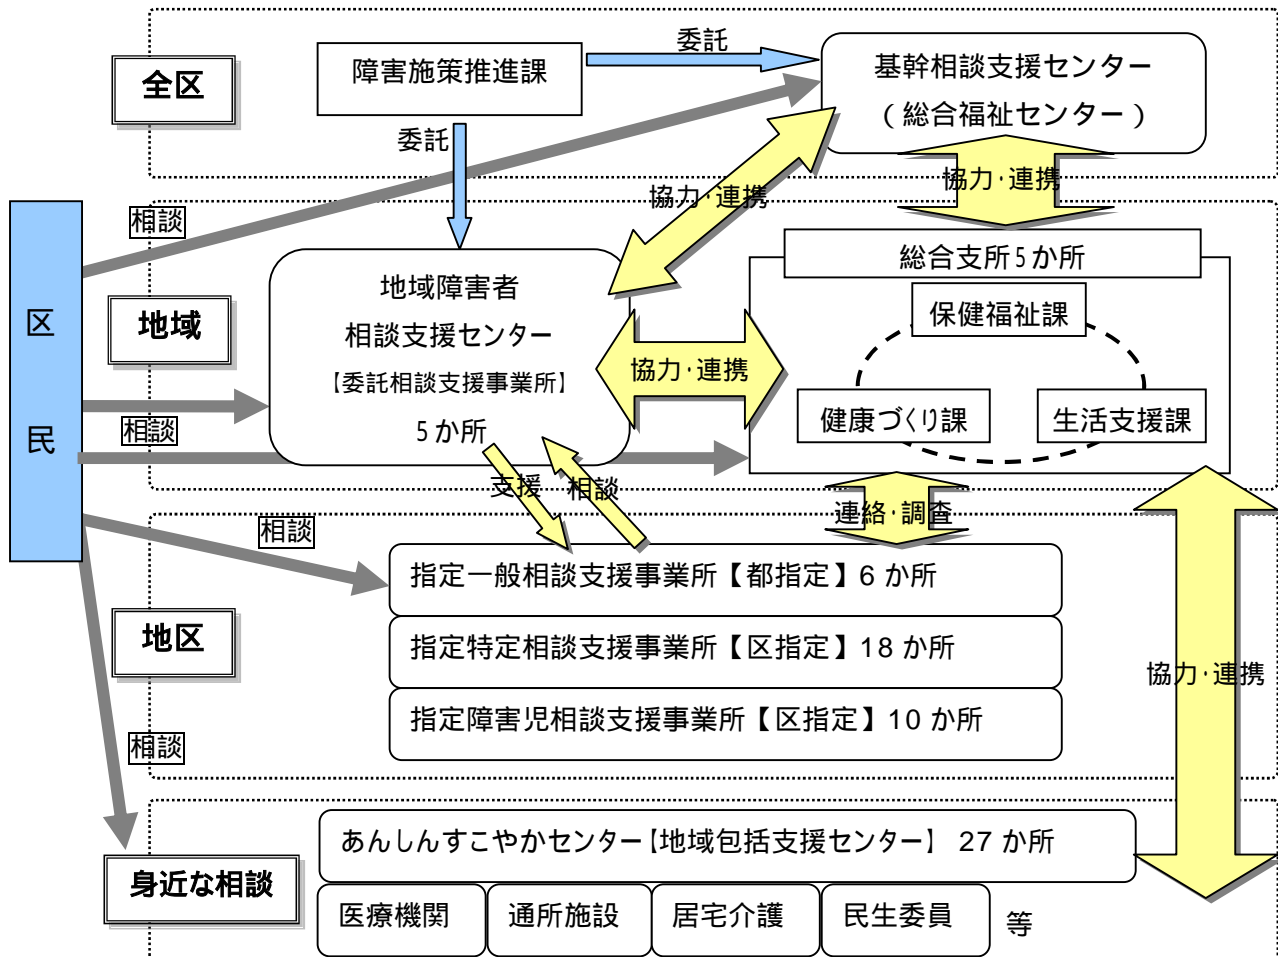 全区
障害施策推進課
委託
基幹相談支援センター
（総合福祉センター）
委託
協力・連携
協力・連携
相談
区
民
地域
地域障害者
相談支援センター
【委託相談支援事業所】
5か所
協力・連携
総合支所5か所
保健福祉課
健康づくり課
生活支援課
相談
支援
相談
連絡・調査
相談
地区
指定一般相談支援事業所【都指定】6か所
指定特定相談支援事業所【区指定】18か所
指定障害児相談支援事業所【区指定】10か所
協力・連携
相談
身近な相談
あんしんすこやかセンター【地域包括支援センター】 27か所
医療機関
通所施設
居宅介護
民生委員
等